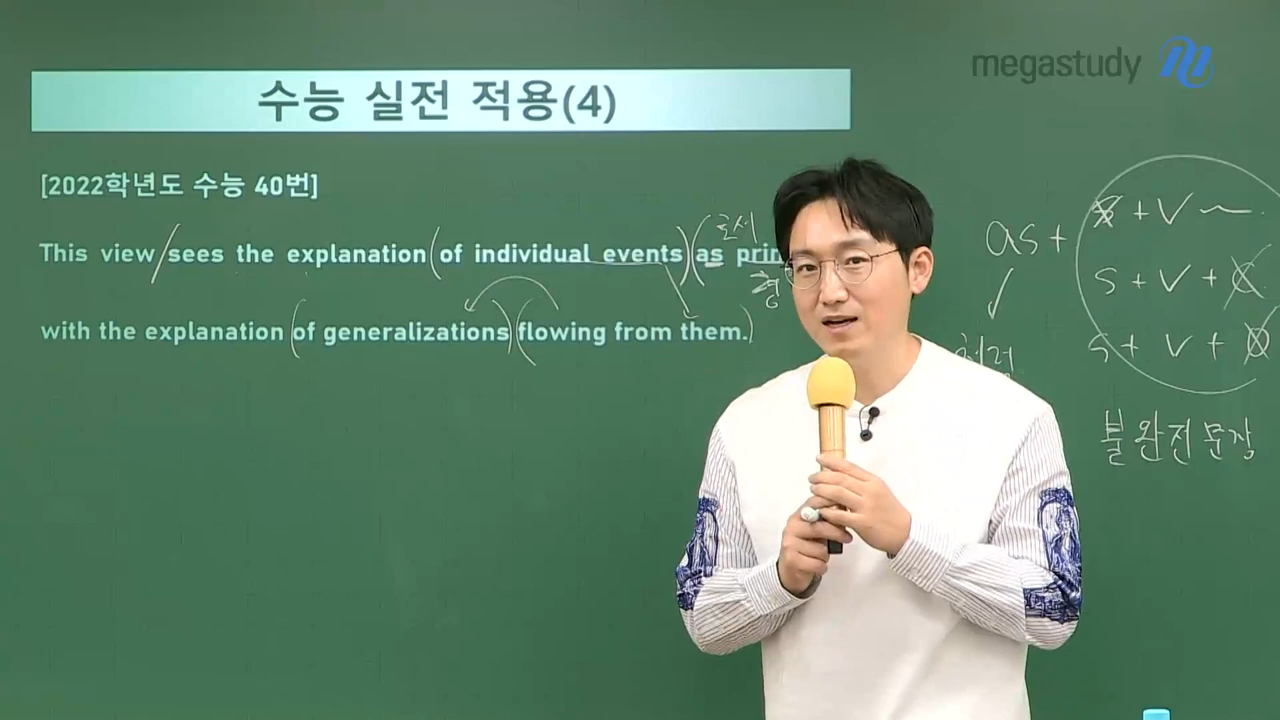 megastudy
수능 실전 적용(4)
[2022학년도 수능 40번]
This view sees the explanation of individual events as prin
with the explanation of generalizations flowing from them.
로서
형
as +
S + V
S + V +
S + V +
불완전 문장